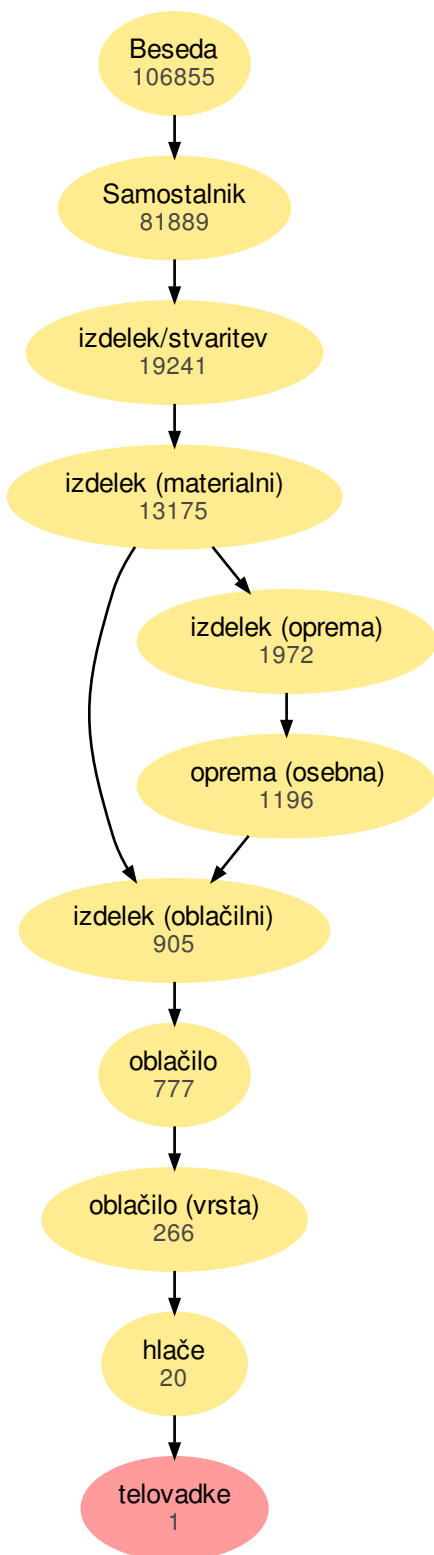 Beseda
106855
Samostalnik
81889
izdelek/stvaritev
19241
izdelek (materialni)
13175
izdelek (oprema)
1972
oprema (osebna)
1196
izdelek (oblačilni)
905
oblačilo
777
oblačilo (vrsta)
266
hlače
20
telovadke
1